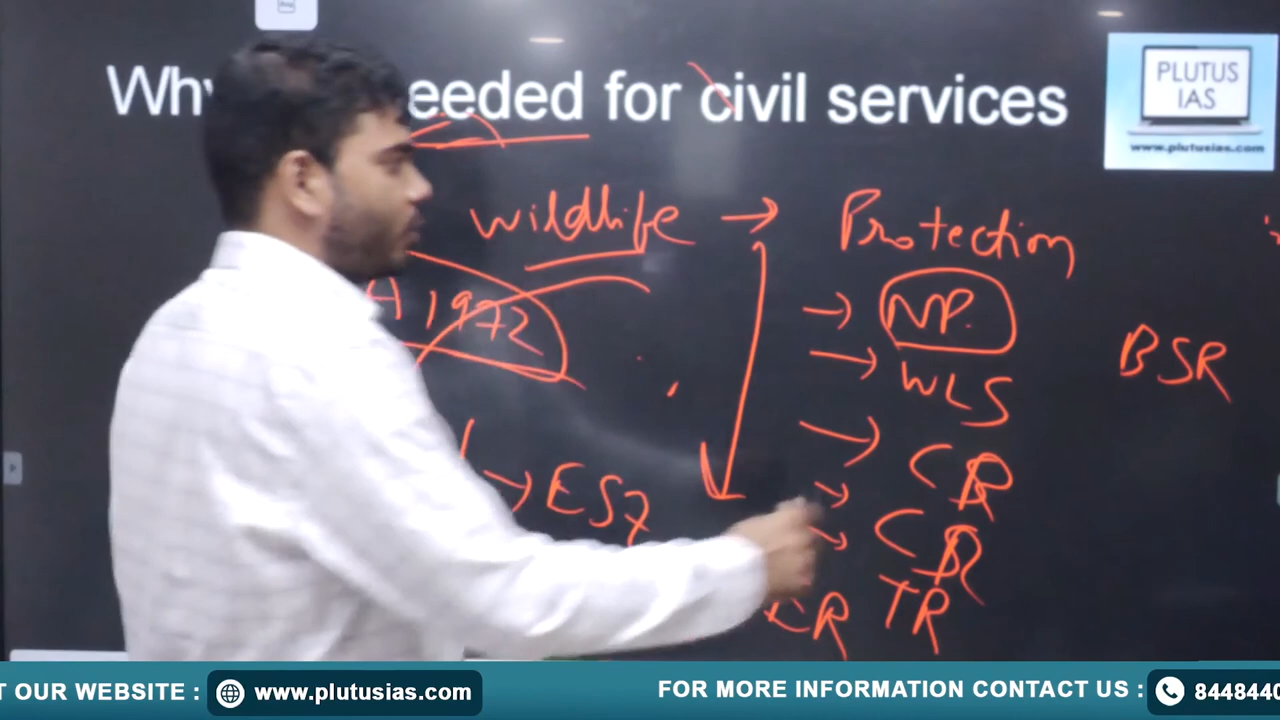 eeded for civil services
PLUTUS
IAS
www.plutusias.com
wildlife → Protection
1972
→ NP.
→ WLS
BSR
→ CR
→ ESZ
→ CR
TR
T OUR WEBSITE : www.plutusias.com
FOR MORE INFORMATION CONTACT US : 8448440